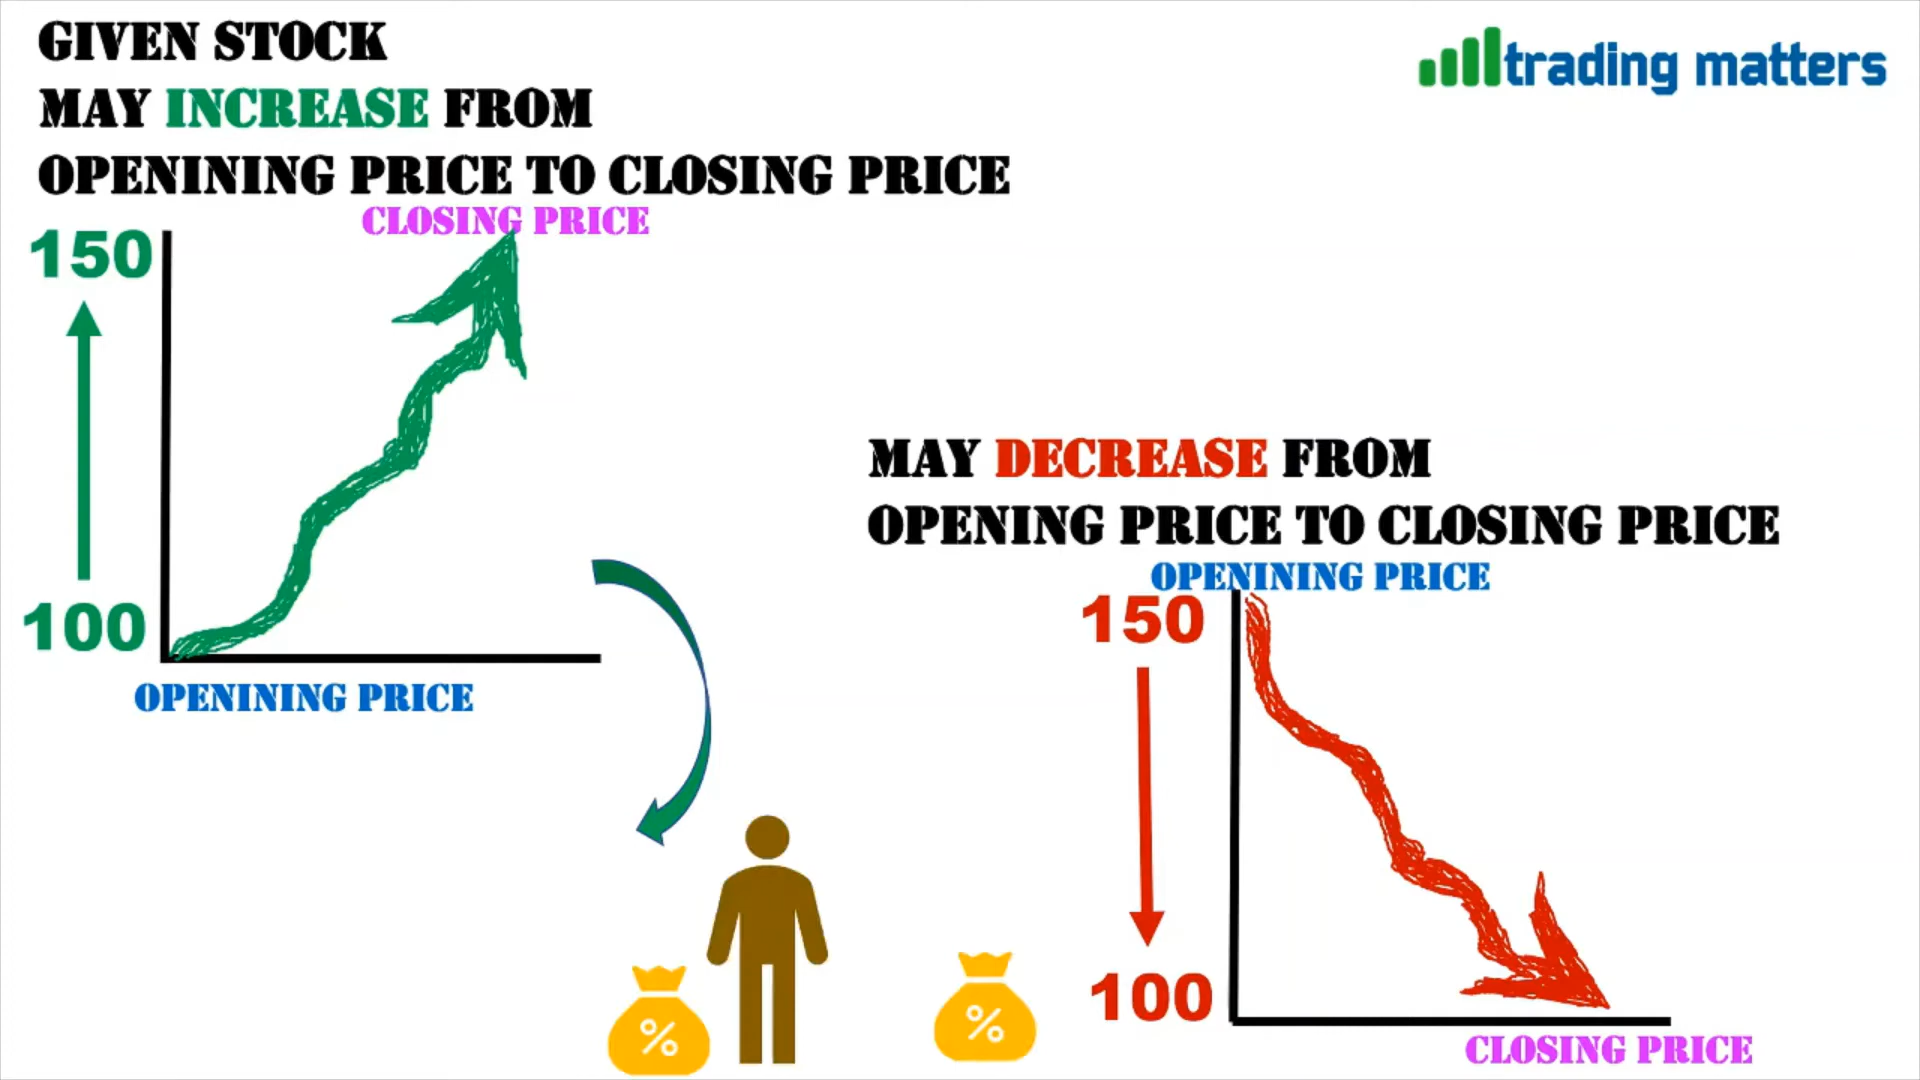 GIVEN STOCK
MAY INCREASE FROM
OPENINING PRICE TO CLOSING PRICE
CLOSING PRICE
150
100
OPENINING PRICE
trading matters
MAY DECREASE FROM
OPENING PRICE TO CLOSING PRICE
OPENINING PRICE
150
100
CLOSING PRICE
%
%